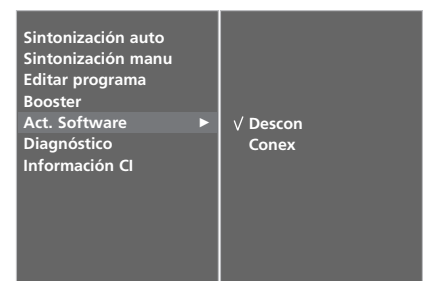 Sintonización auto
Sintonización manu
Editar programa
Booster
Act. Software ►
Diagnóstico
Información CI
√ Descon
Conex